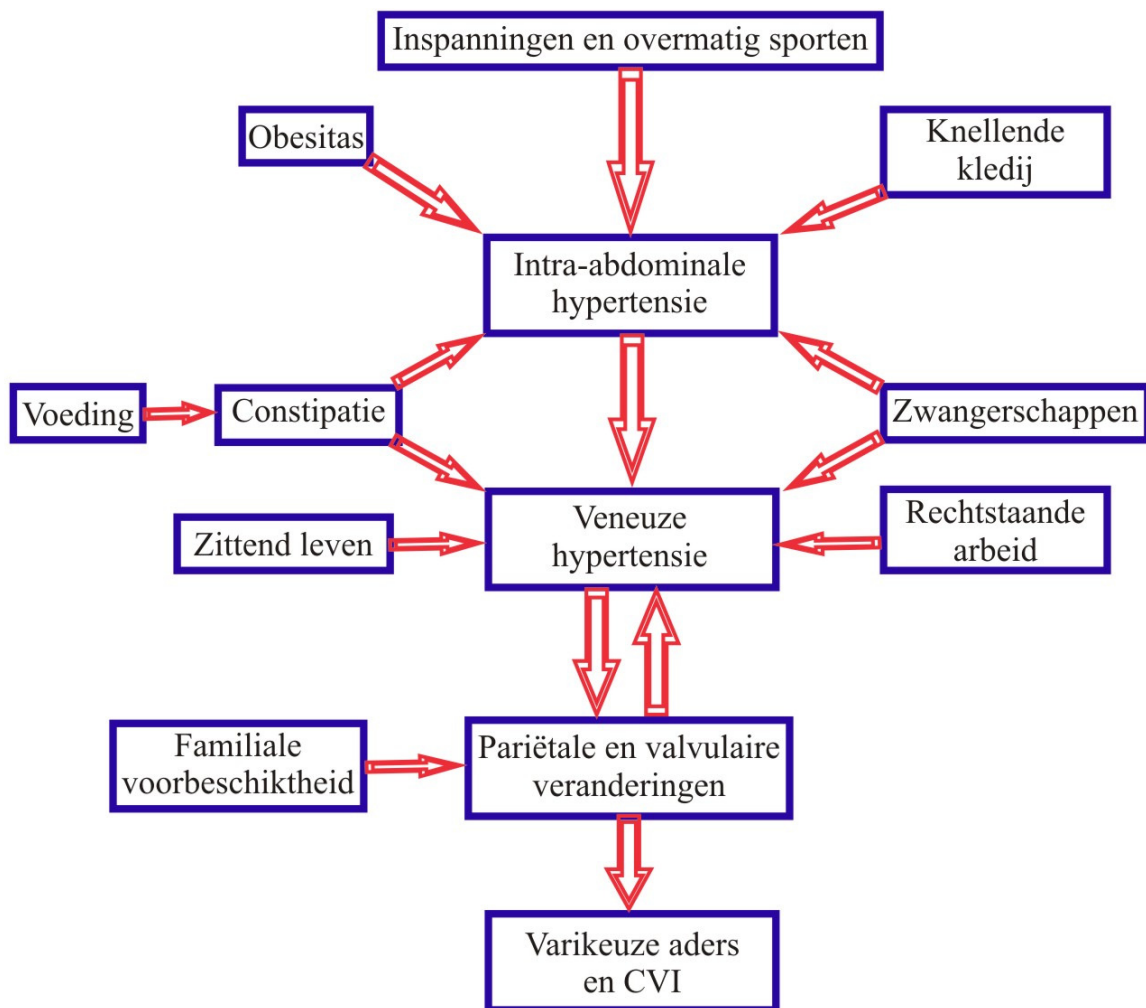 Inspanningen en overmatig sporten
Obesitas
Knellende
kledij
Intra-abdominale
hypertensie
Voeding
Constipatie
Zwangerschappen
Zittend leven
Veneuze
hypertensie
Rechtstaande
arbeid
Familiale
voorbeschiktheid
Pariëtale en valvulaire
veranderingen
Varikeuze aders
en CVI